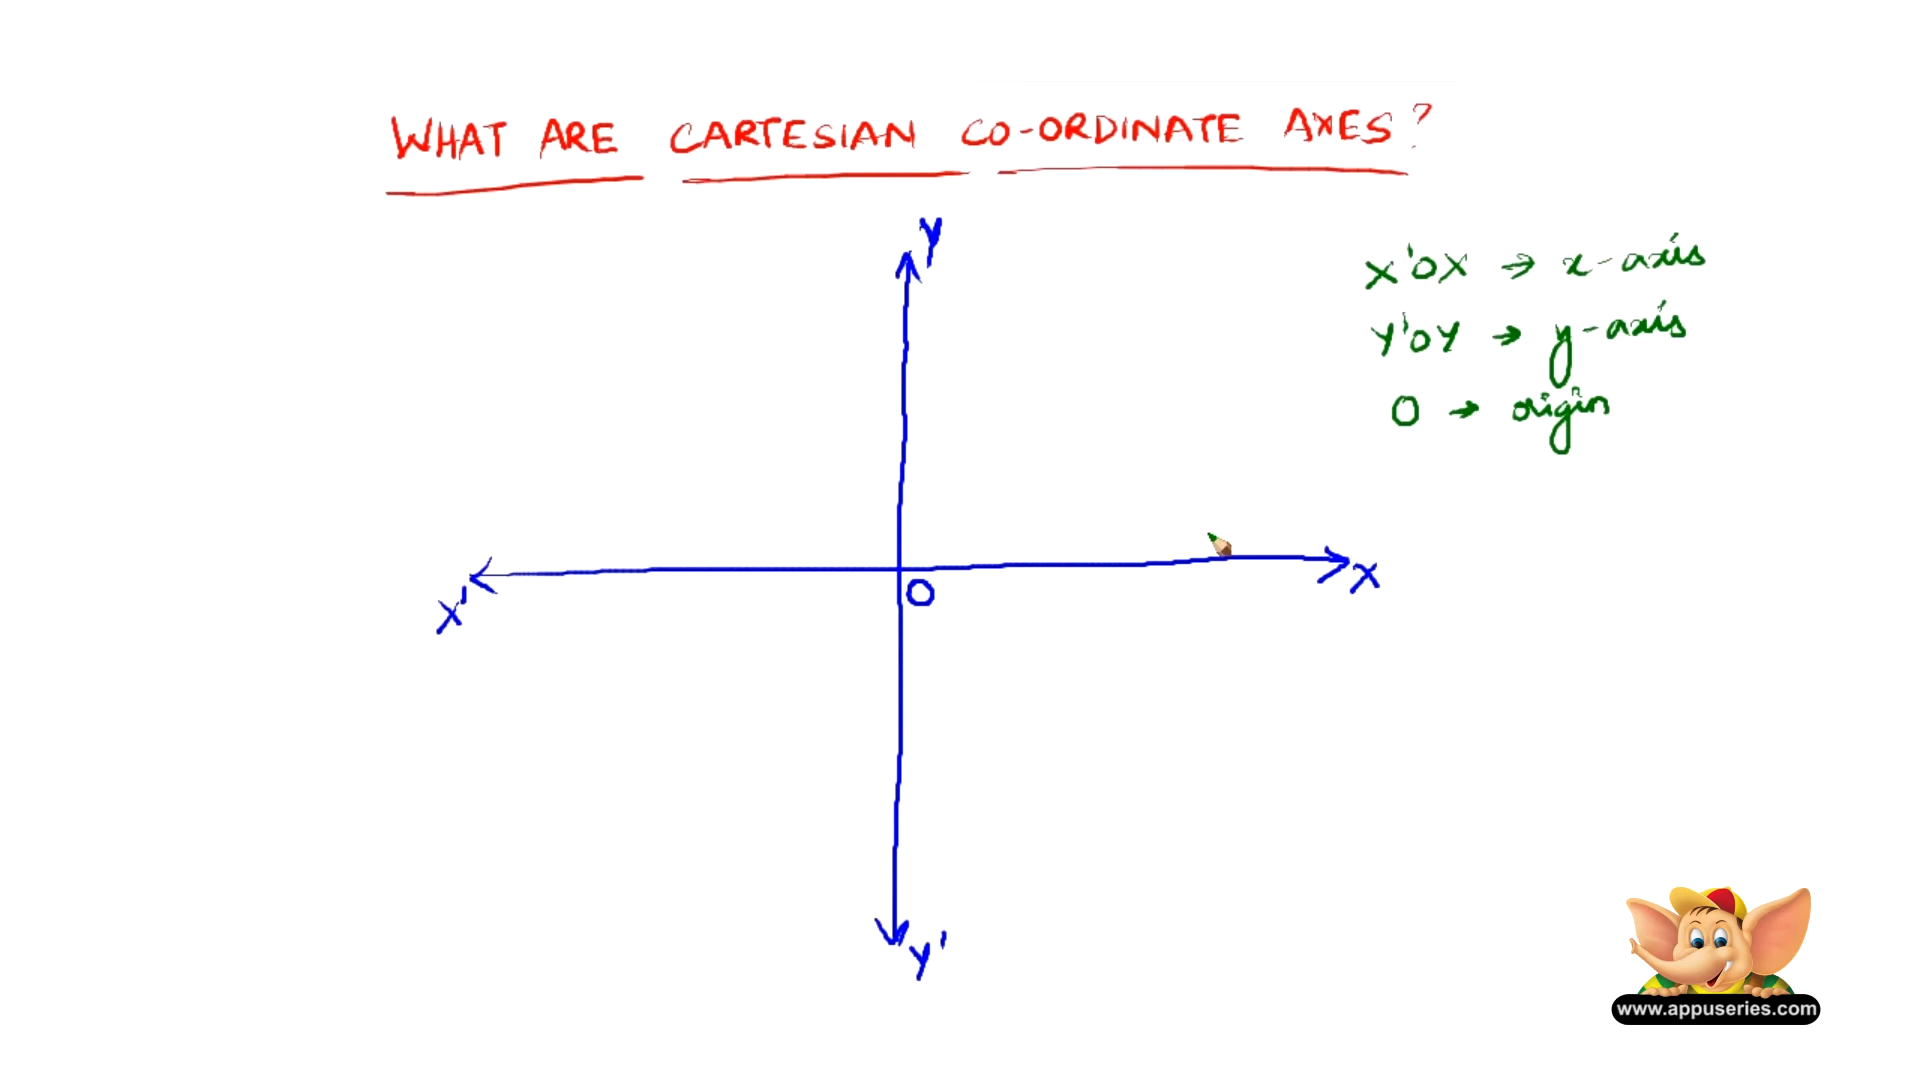 WHAT ARE CARTESIAN CO-ORDINATE AXES?
Y
X'OX → x-axis
Y'OY → y-axis
O → origin
X' O X
Y'
www.appuseries.com